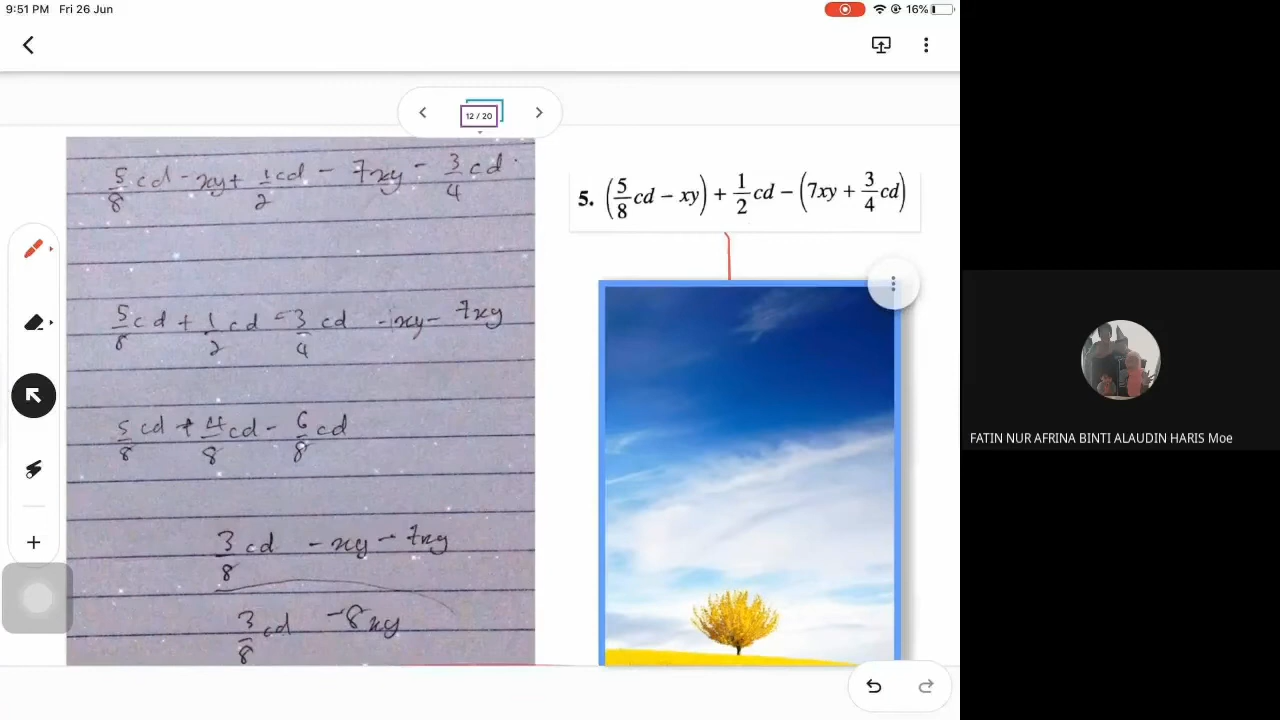 9:51 PM Fri 26 Jun
16%
12 / 20
5/8 cd - xy + 1/2 cd - 7xy - 3/4 cd
5. (5/8 cd − xy) + 1/2 cd − (7xy + 3/4 cd)
5/8 cd + 1/2 cd - 3/4 cd - xy - 7xy
5/8 cd + 4/8 cd - 6/8 cd
3/8 cd - xy - 7xy
3/8 cd - 8xy
FATIN NUR AFRINA BINTI ALAUDIN HARIS Moe